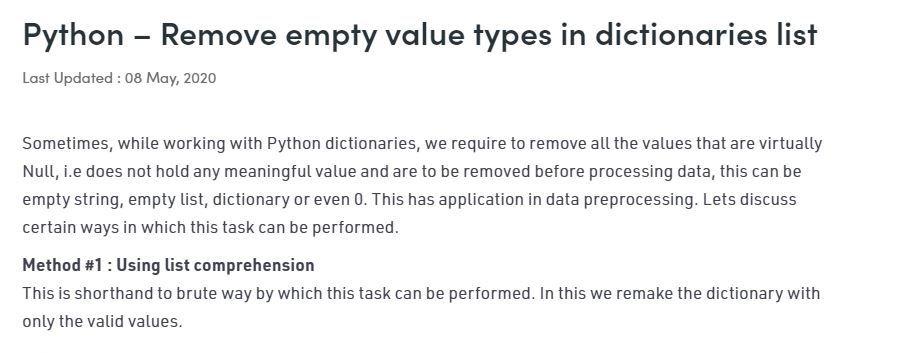 Python – Remove empty value types in dictionaries list
Last Updated : 08 May, 2020
Sometimes, while working with Python dictionaries, we require to remove all the values that are virtually
Null, i.e does not hold any meaningful value and are to be removed before processing data, this can be
empty string, empty list, dictionary or even 0. This has application in data preprocessing. Lets discuss
certain ways in which this task can be performed.
Method #1 : Using list comprehension
This is shorthand to brute way by which this task can be performed. In this we remake the dictionary with
only the valid values.